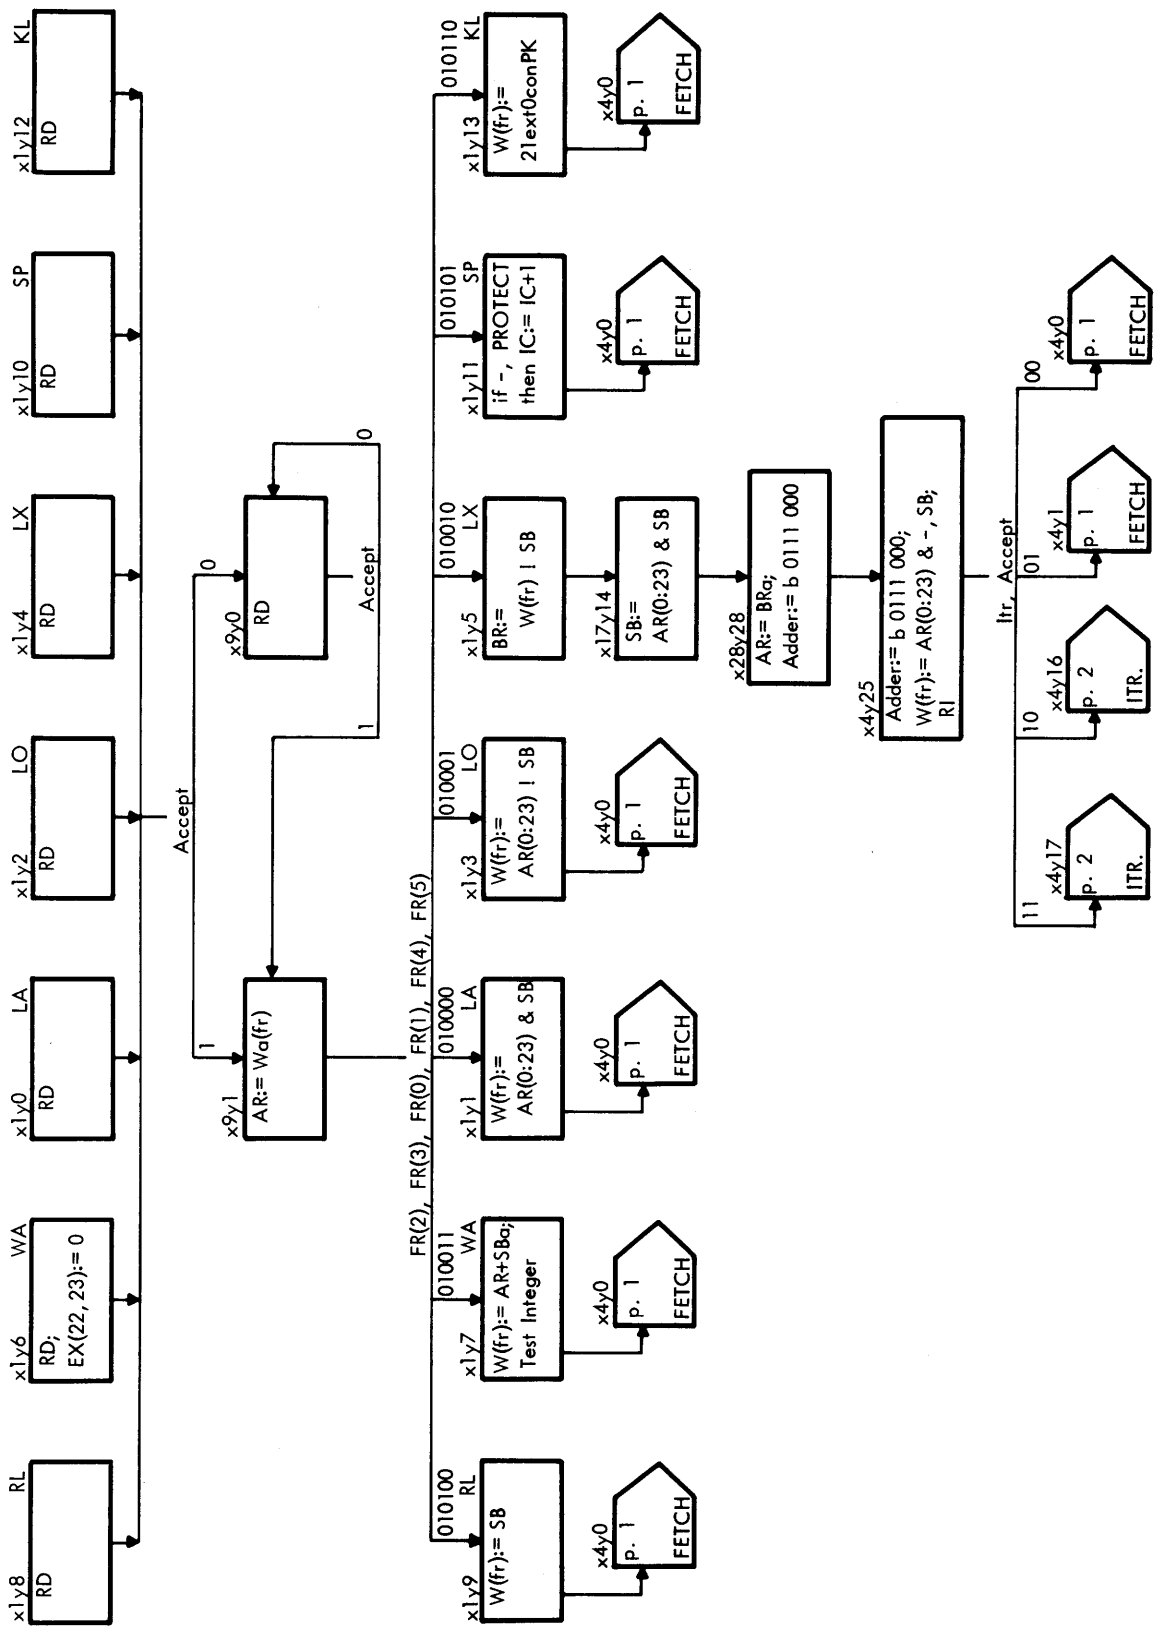 x1y8 RL
RD
x1y6 WA
RD;
EX(22, 23):= 0
x1y0 LA
RD
x1y2 LO
RD
x1y4 LX
RD
x1y10 SP
RD
x1y12 KL
RD
Accept
1
0
x9y1
AR:= Wa(fr)
x9y0
RD
Accept
1
0
FR(2), FR(3), FR(0), FR(1), FR(4), FR(5)
010100
x1y9 RL
W(fr):= SB
010011
x1y7 WA
W(fr):= AR+SBa;
Test Integer
010000
x1y1 LA
W(fr):=
AR(0:23) & SB
010001
x1y3 LO
W(fr):=
AR(0:23) ! SB
010010
x1y5 LX
BR:=
W(fr) ! SB
010101
x1y11 SP
if -, PROTECT
then IC:= IC+1
010110
x1y13 KL
W(fr):=
21ext0conPK
x4y0
p. 1
FETCH
x4y0
p. 1
FETCH
x4y0
p. 1
FETCH
x4y0
p. 1
FETCH
x17y14
SB:=
AR(0:23) & SB
x4y0
p. 1
FETCH
x4y0
p. 1
FETCH
x28y28
AR:= BRa;
Adder:= b 0111 000
x4y25
Adder:= b 0111 000;
W(fr):= AR(0:23) & -, SB;
RI
Itr, Accept
11
10
01
00
x4y17
p. 2
ITR.
x4y16
p. 2
ITR.
x4y1
p. 1
FETCH
x4y0
p. 1
FETCH